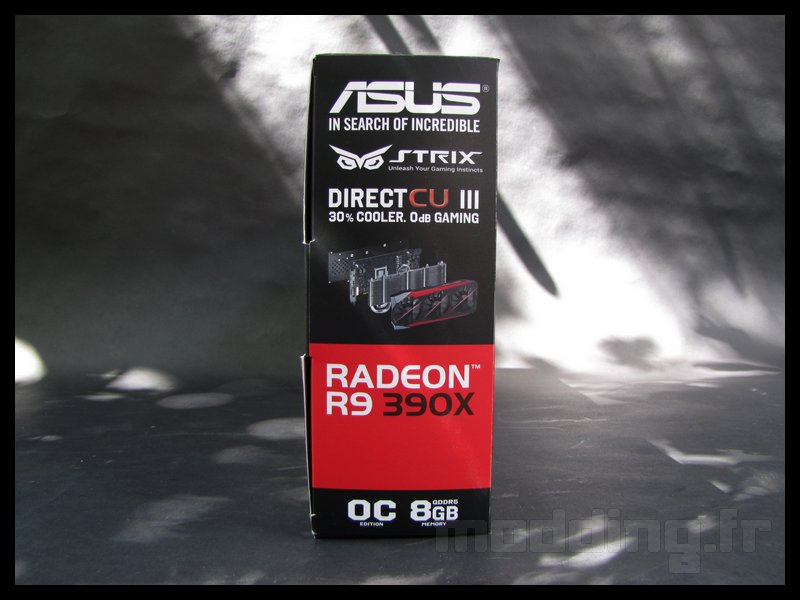 ASUS®
IN SEARCH OF INCREDIBLE
STRIX
Unleash Your Gaming Instincts
DIRECTCU III
30% COOLER. 0dB GAMING
RADEON™
R9 390X
OC EDITION 8GB GDDR5 MEMORY
modding.fr